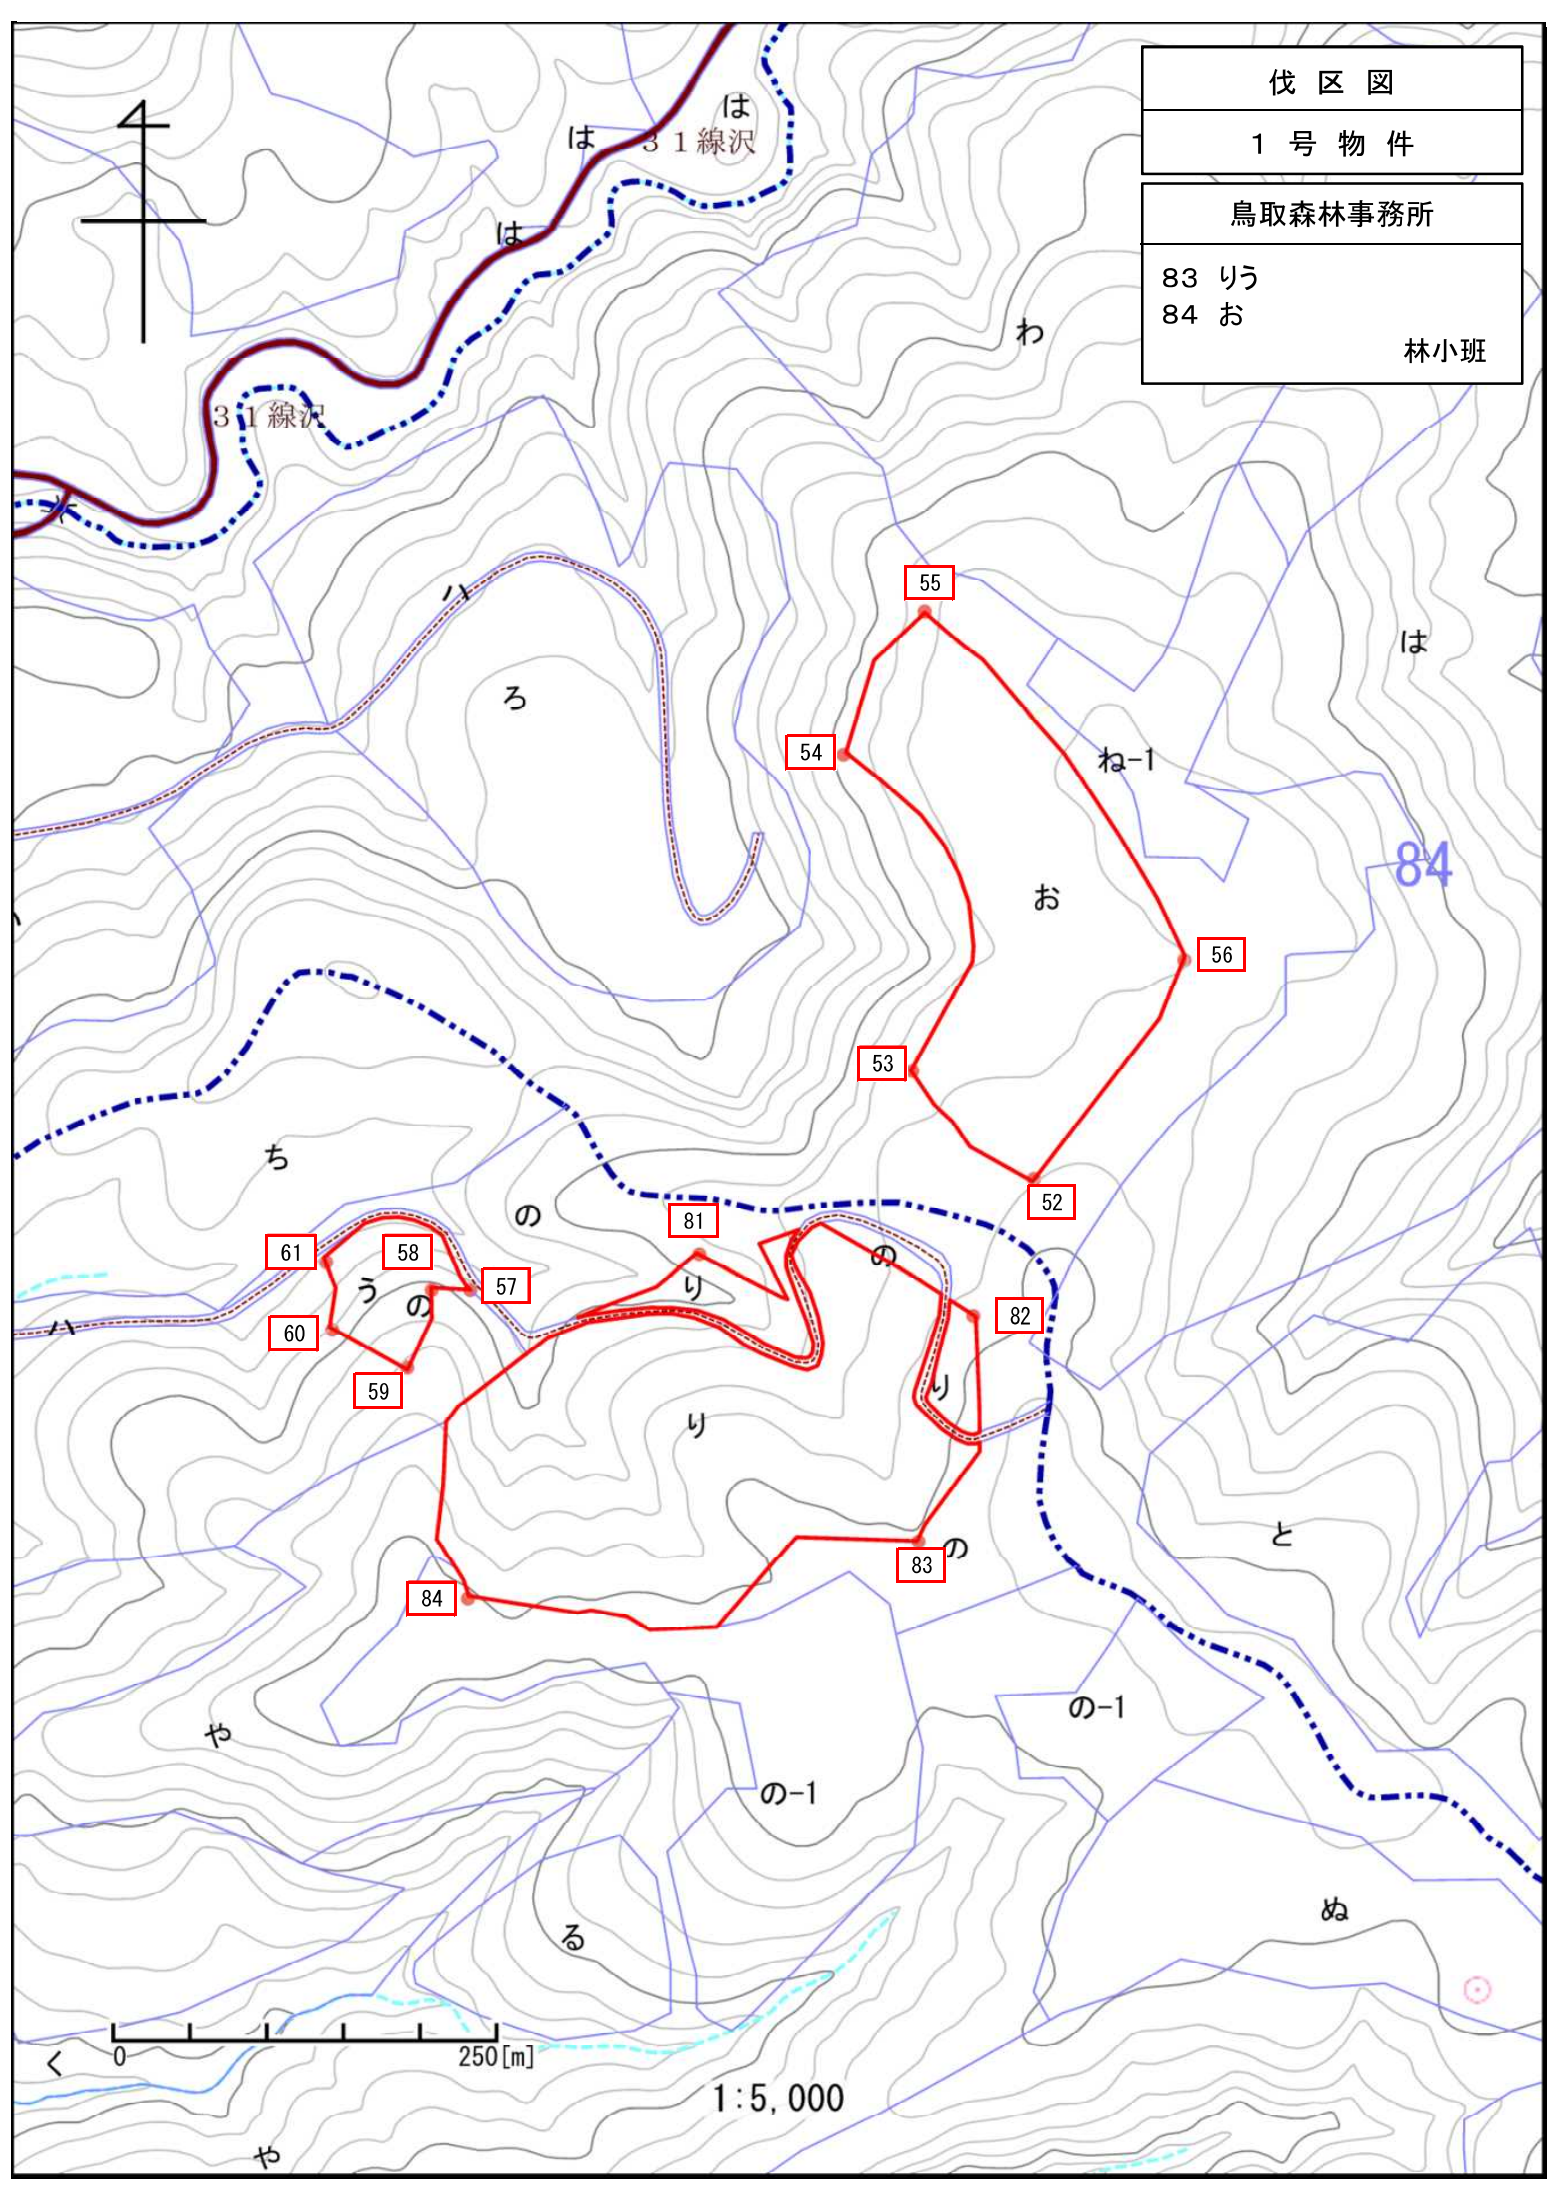 伐区図
1号物件
鳥取森林事務所
83 りう
84 お
林小班
は
は
31線沢
は
わ
31線沢
55
ハ
は
ろ
54
ね-1
84
お
56
53
ち
52
の
81
61
58
の
57
り
う
の
82
60
ハ
59
り
り
と
83
の
84
の-1
や
の-1
ぬ
る
0
250[m]
く
1:5,000
や